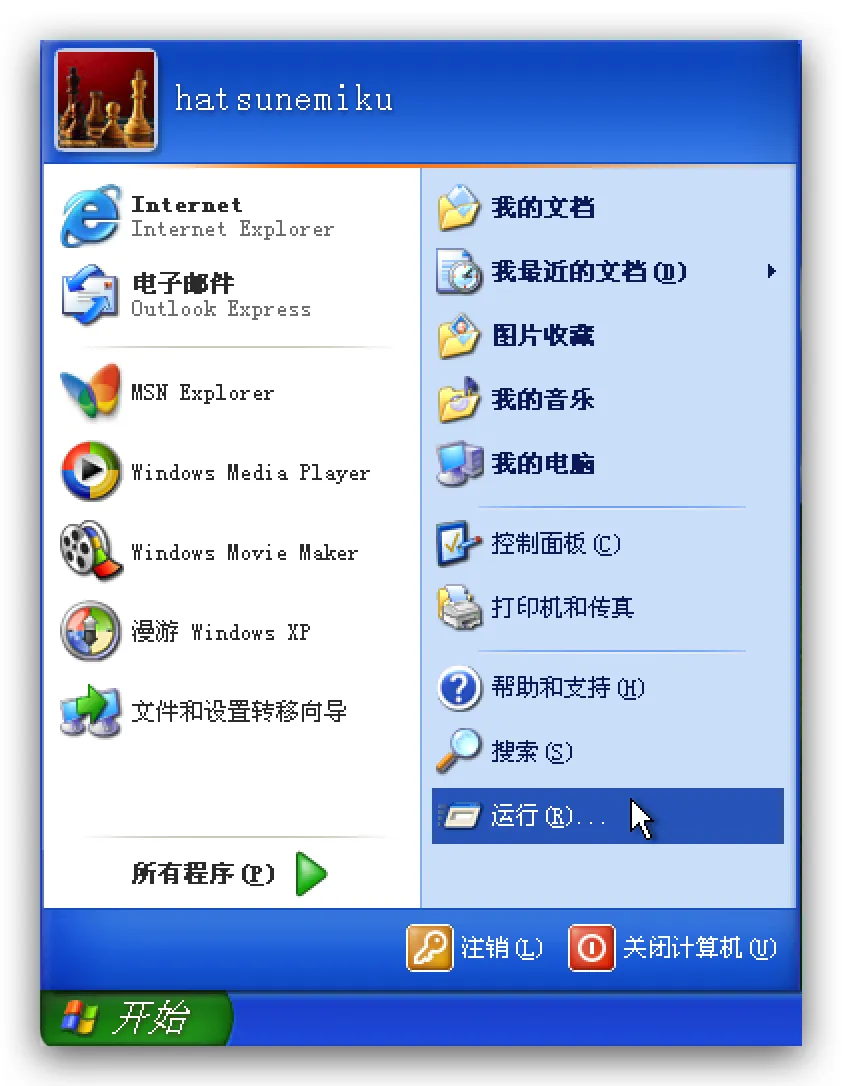 hatsunemiku
Internet
Internet Explorer
电子邮件
Outlook Express
MSN Explorer
Windows Media Player
Windows Movie Maker
漫游 Windows XP
文件和设置转移向导
所有程序(P)
我的文档
我最近的文档(D)
图片收藏
我的音乐
我的电脑
控制面板(C)
打印机和传真
帮助和支持(H)
搜索(S)
运行(R)...
注销(L)
关闭计算机(U)
开始